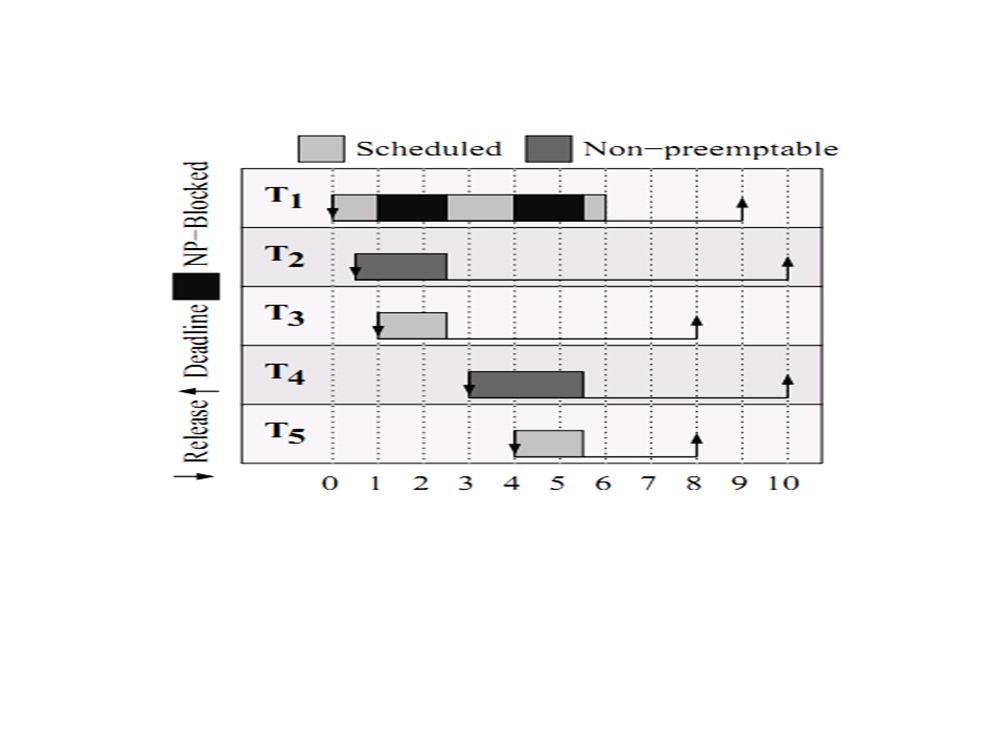 Scheduled Non-preemptable
NP-Blocked
Deadline
Release
T1
T2
T3
T4
T5
0 1 2 3 4 5 6 7 8 9 10